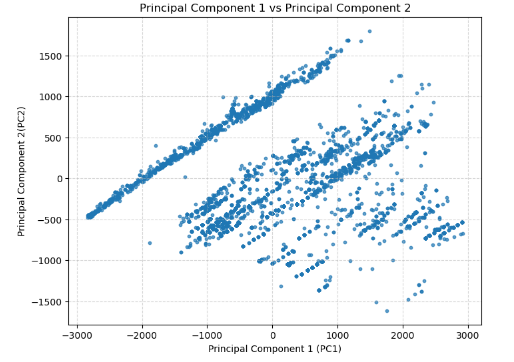 Principal Component 1 vs Principal Component 2
Principal Component 2(PC2)
1500
1000
500
0
−500
−1000
−1500
−3000 −2000 −1000 0 1000 2000 3000
Principal Component 1 (PC1)